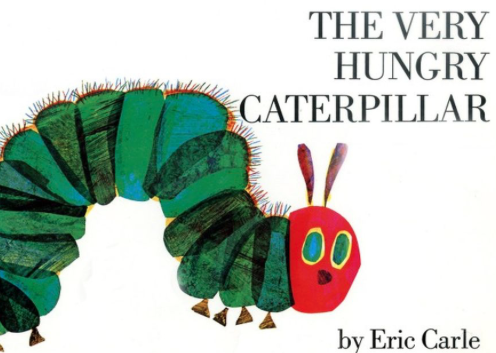 THE VERY
HUNGRY
CATERPILLAR
by Eric Carle